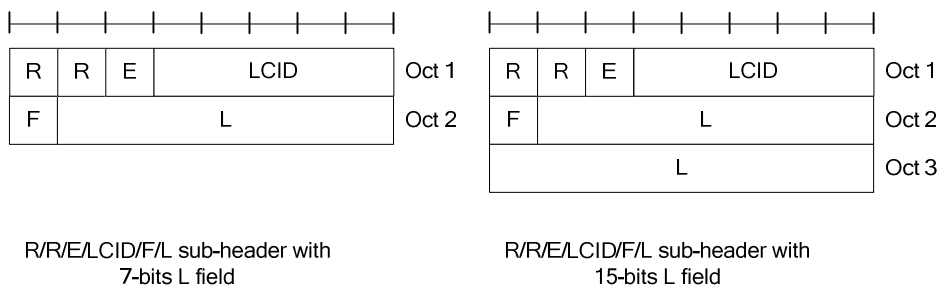 R R E LCID Oct 1
F L Oct 2
R/R/E/LCID/F/L sub-header with
7-bits L field
R R E LCID Oct 1
F L Oct 2
L Oct 3
R/R/E/LCID/F/L sub-header with
15-bits L field